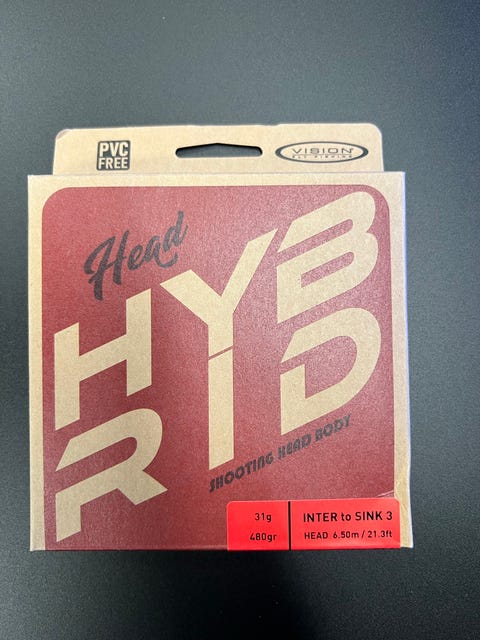 PVC
FREE
VISION
FLY FISHING
Head
HYB
RID
SHOOTING HEAD BODY
31g
480gr
INTER to SINK 3
HEAD 6.50m / 21.3ft